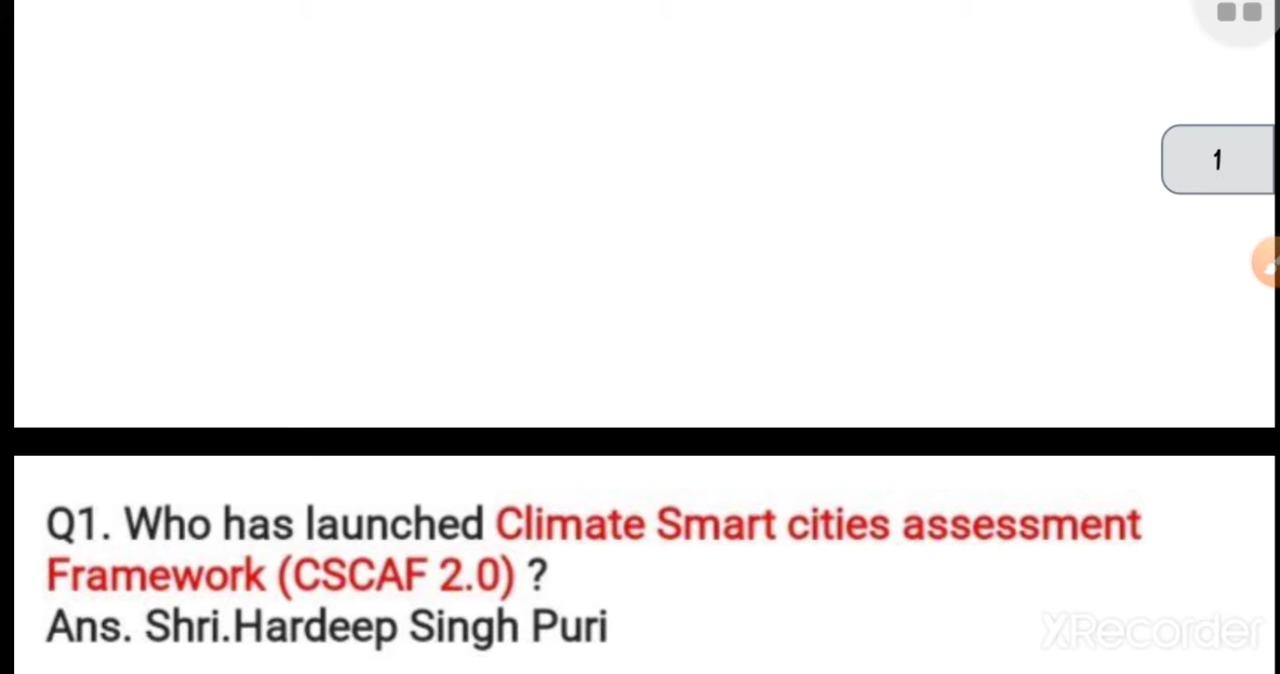 1
Q1. Who has launched Climate Smart cities assessment
Framework (CSCAF 2.0) ?
Ans. Shri.Hardeep Singh Puri
XRecorder